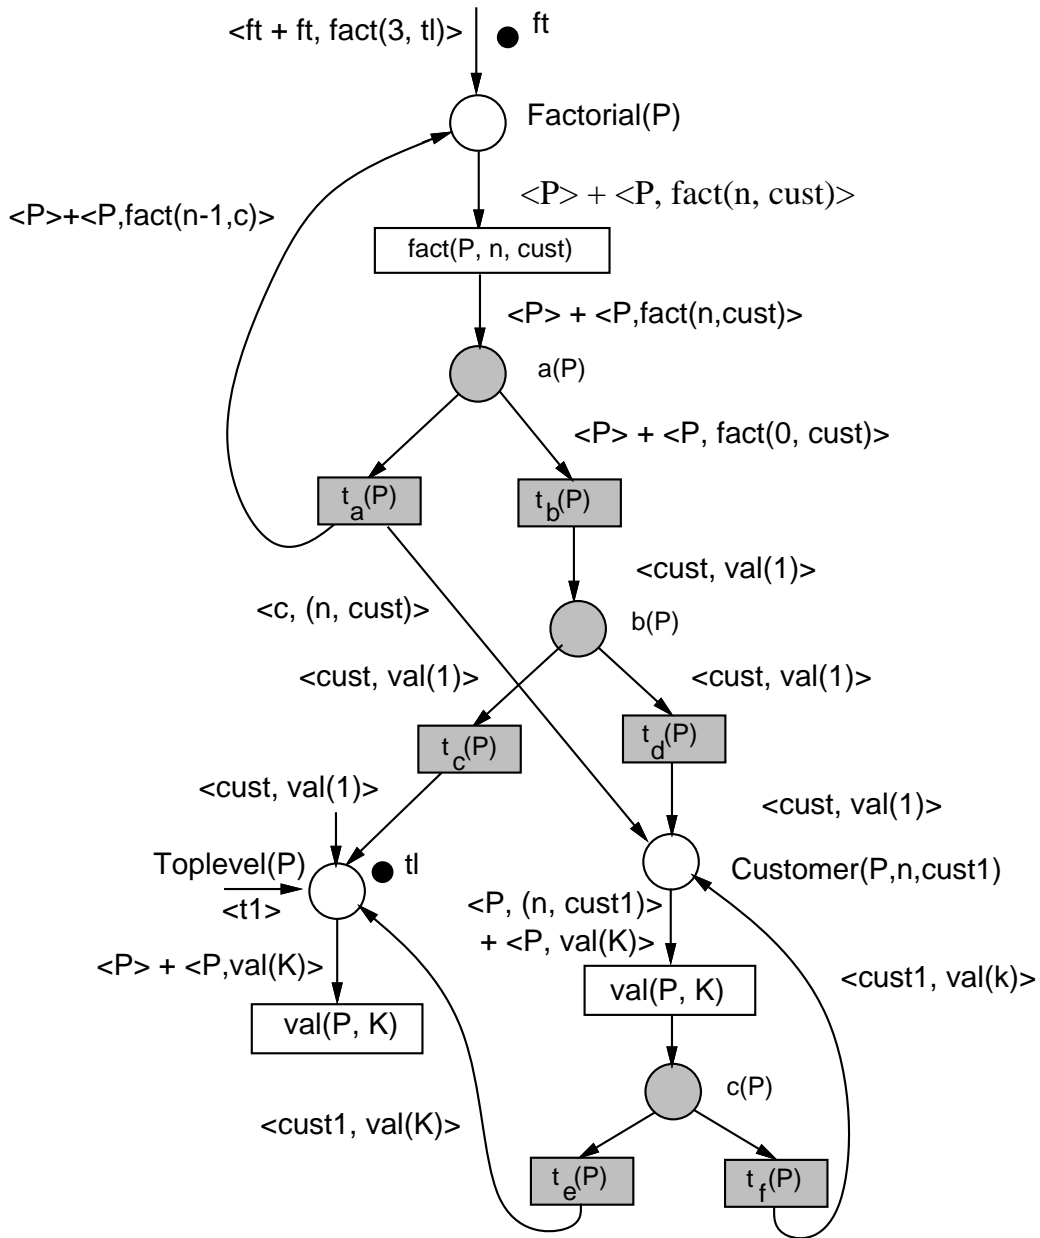 <ft + ft, fact(3, tl)>
ft
Factorial(P)
<P> + <P, fact(n, cust)>
<P>+<P,fact(n-1,c)>
fact(P, n, cust)
<P> + <P,fact(n,cust)>
a(P)
<P> + <P, fact(0, cust)>
t_a(P)
t_b(P)
<cust, val(1)>
<c, (n, cust)>
b(P)
<cust, val(1)>
<cust, val(1)>
t_c(P)
t_d(P)
<cust, val(1)>
<cust, val(1)>
Toplevel(P)
tl
Customer(P,n,cust1)
<t1>
<P, (n, cust1)>
+ <P, val(K)>
<P> + <P,val(K)>
<cust1, val(k)>
val(P, K)
val(P, K)
c(P)
<cust1, val(K)>
t_e(P)
t_f(P)